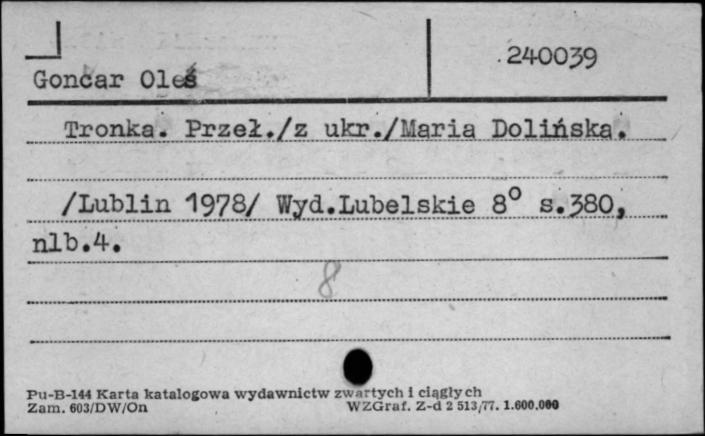 240039
Gončar Oleś
Tronka. Przeł./z ukr./Maria Dolińska.
/Lublin 1978/ Wyd.Lubelskie 8° s.380,
nlb.4.
8
Pu-B-144 Karta katalogowa wydawnictw zwartych i ciągłych
Zam. 603/DW/On WZGraf. Z-d 2 513/77. 1.600.000